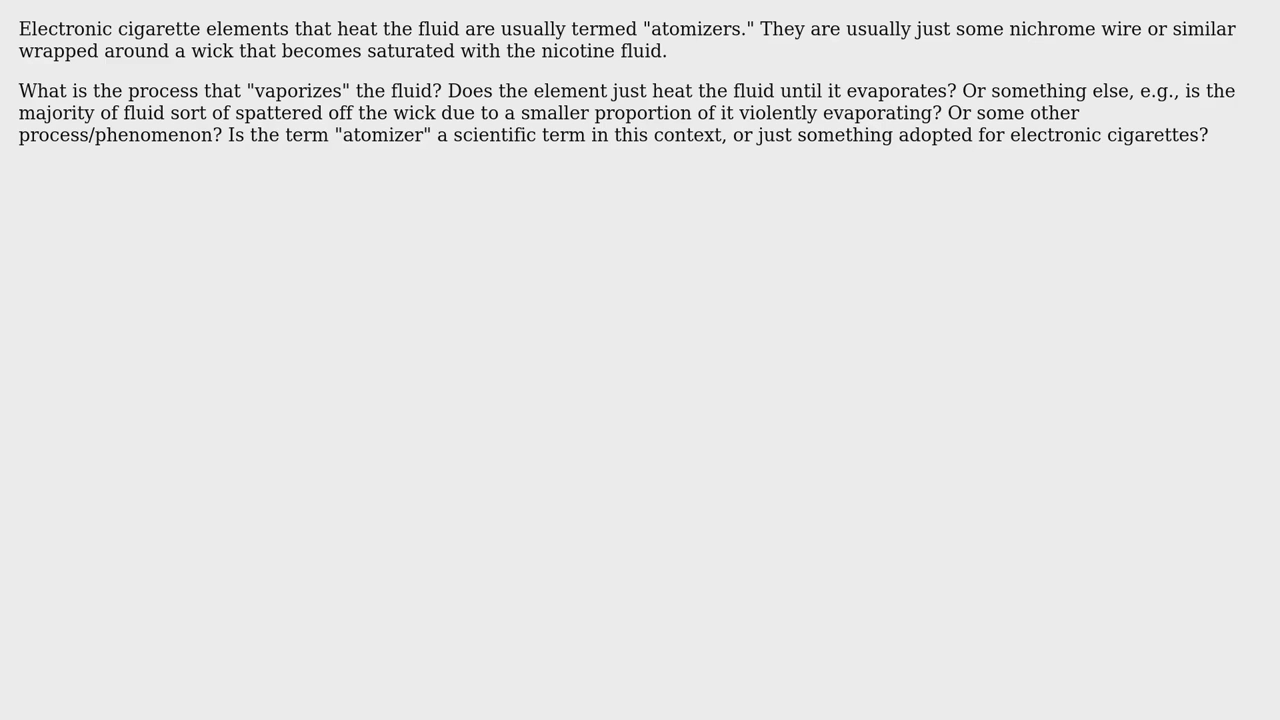 Electronic cigarette elements that heat the fluid are usually termed "atomizers." They are usually just some nichrome wire or similar
wrapped around a wick that becomes saturated with the nicotine fluid.
What is the process that "vaporizes" the fluid? Does the element just heat the fluid until it evaporates? Or something else, e.g., is the
majority of fluid sort of spattered off the wick due to a smaller proportion of it violently evaporating? Or some other
process/phenomenon? Is the term "atomizer" a scientific term in this context, or just something adopted for electronic cigarettes?